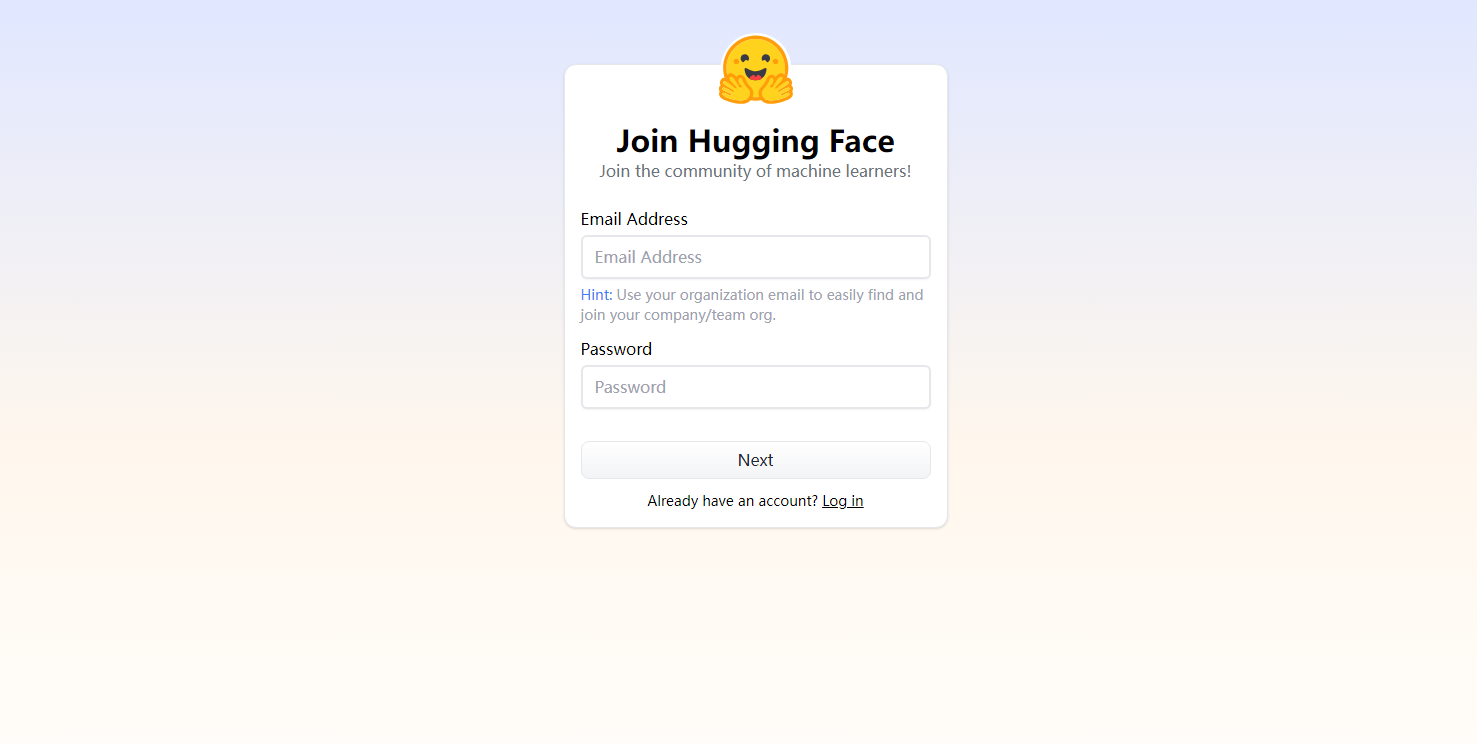 Join Hugging Face
Join the community of machine learners!
Email Address
Email Address
Hint: Use your organization email to easily find and
join your company/team org.
Password
Password
Next
Already have an account? Log in